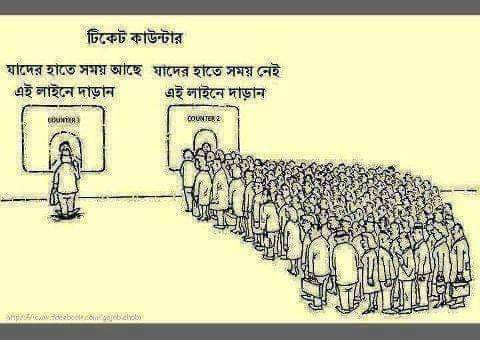 টিকেট কাউন্টার
যাদের হাতে সময় আছে
এই লাইনে দাড়ান
যাদের হাতে সময় নেই
এই লাইনে দাড়ান
COUNTER 1
COUNTER 2